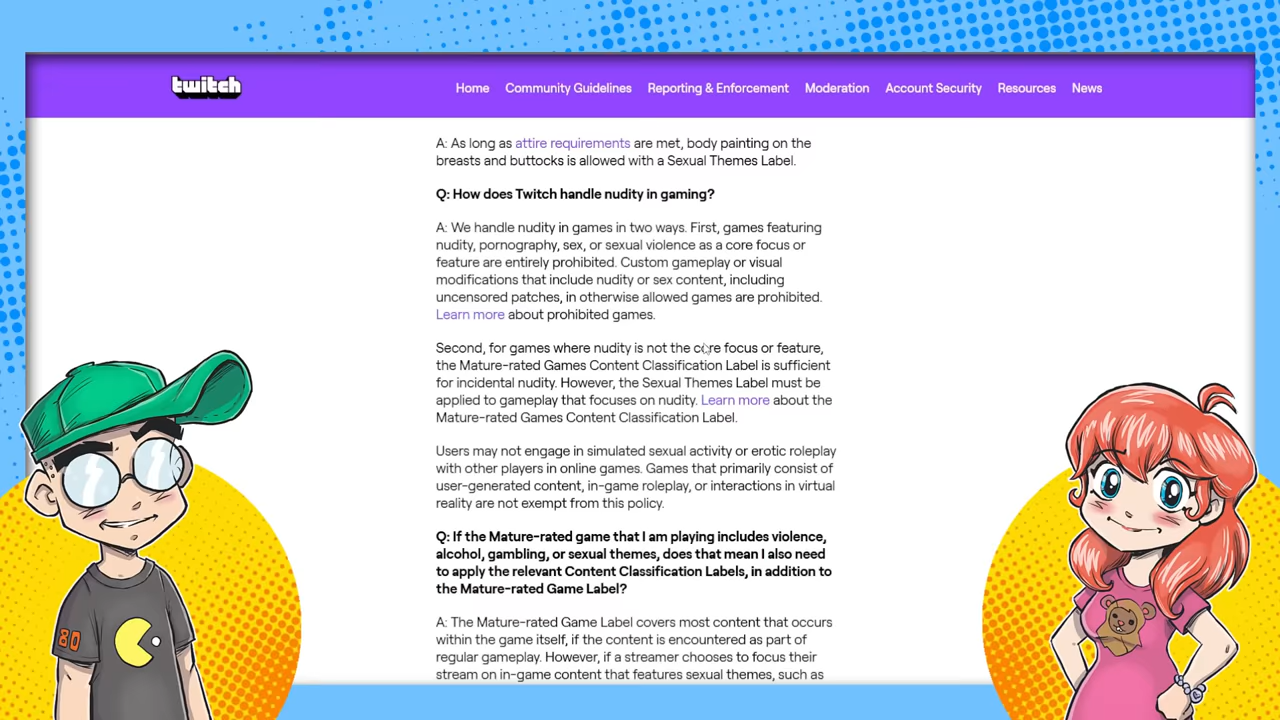 twitch
Home Community Guidelines Reporting & Enforcement Moderation Account Security Resources News
A: As long as attire requirements are met, body painting on the
breasts and buttocks is allowed with a Sexual Themes Label.
Q: How does Twitch handle nudity in gaming?
A: We handle nudity in games in two ways. First, games featuring
nudity, pornography, sex, or sexual violence as a core focus or
feature are entirely prohibited. Custom gameplay or visual
modifications that include nudity or sex content, including
uncensored patches, in otherwise allowed games are prohibited.
Learn more about prohibited games.
Second, for games where nudity is not the core focus or feature,
the Mature-rated Games Content Classification Label is sufficient
for incidental nudity. However, the Sexual Themes Label must be
applied to gameplay that focuses on nudity. Learn more about the
Mature-rated Games Content Classification Label.
Users may not engage in simulated sexual activity or erotic roleplay
with other players in online games. Games that primarily consist of
user-generated content, in-game roleplay, or interactions in virtual
reality are not exempt from this policy.
Q: If the Mature-rated game that I am playing includes violence,
alcohol, gambling, or sexual themes, does that mean I also need
to apply the relevant Content Classification Labels, in addition to
the Mature-rated Game Label?
A: The Mature-rated Game Label covers most content that occurs
within the game itself, if the content is encountered as part of
regular gameplay. However, if a streamer chooses to focus their
stream on in-game content that features sexual themes, such as
80